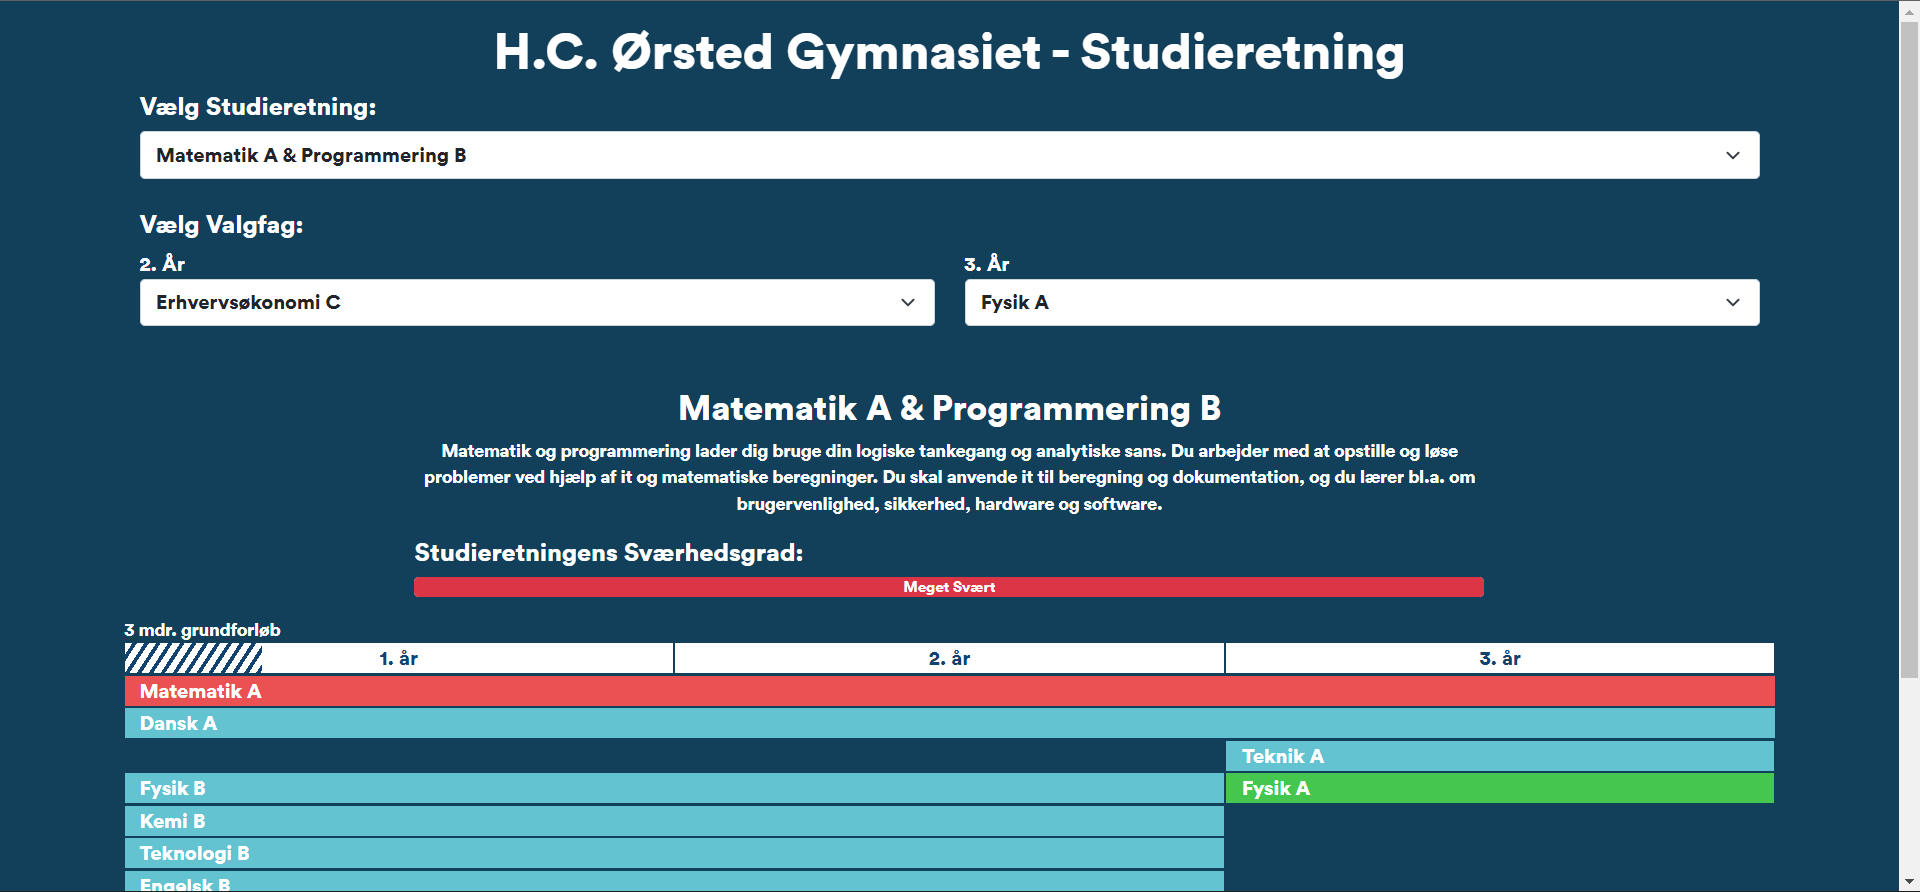 H.C. Ørsted Gymnasiet - Studieretning
Vælg Studieretning:
Matematik A & Programmering B
Vælg Valgfag:
2. År
3. År
Erhvervsøkonomi C
Fysik A
Matematik A & Programmering B
Matematik og programmering lader dig bruge din logiske tankegang og analytiske sans. Du arbejder med at opstille og løse
problemer ved hjælp af it og matematiske beregninger. Du skal anvende it til beregning og dokumentation, og du lærer bl.a. om
brugervenlighed, sikkerhed, hardware og software.
Studieretningens Sværhedsgrad:
Meget Svært
3 mdr. grundforløb
1. år
2. år
3. år
Matematik A
Dansk A
Teknik A
Fysik B
Fysik A
Kemi B
Teknologi B
Engelsk B